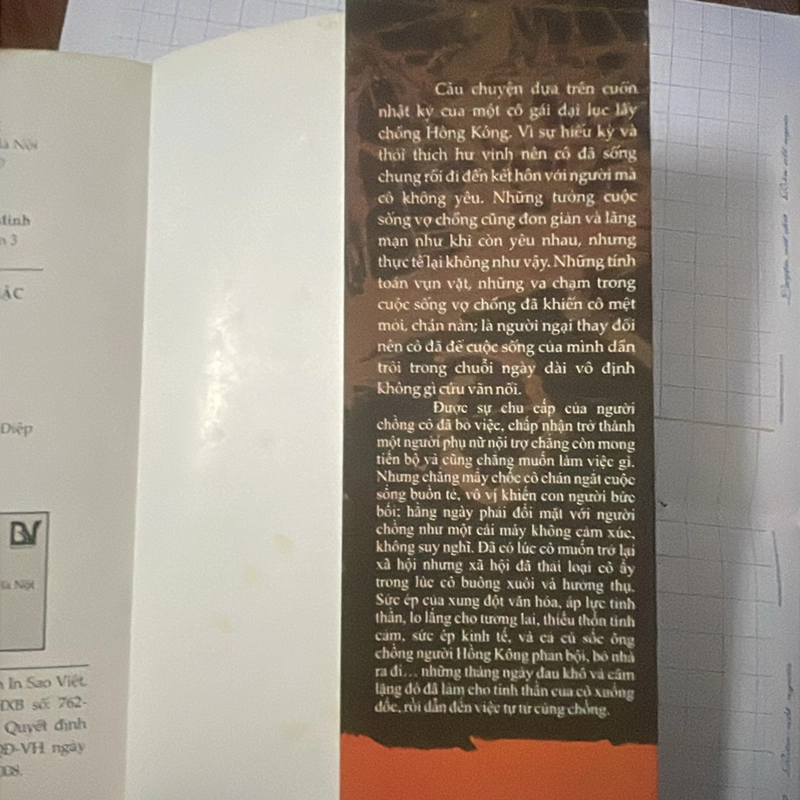 à Nội
Minh
n 3
ẮC
Diệp
BV
Hà Nội
In Sao Việt.
DXB số: 762-
Quyết định
QĐ-VH ngày
008.
Câu chuyện dựa trên cuốn
nhật ký của một cô gái đại lục lấy
chồng Hồng Kông. Vì sự hiếu kỳ và
thói thích hư vinh nên cô đã sống
chung rồi đi đến kết hôn với người mà
cô không yêu. Những tưởng cuộc
sống vợ chồng cũng đơn giản và lãng
mạn như khi còn yêu nhau, nhưng
thực tế lại không như vậy. Những tính
toán vụn vặt, những va chạm trong
cuộc sống vợ chồng đã khiến cô mệt
mỏi, chán nản; là người ngại thay đổi
nên cô đã để cuộc sống của mình dần
trôi trong chuỗi ngày dài vô định
không gì cứu vãn nổi.
Được sự chu cấp của người
chồng cô đã bỏ việc, chấp nhận trở thành
một người phụ nữ nội trợ chẳng còn mong
tiến bộ và cũng chẳng muốn làm việc gì.
Nhưng chẳng mấy chốc cô chán ngắt cuộc
sống buồn tẻ, vô vị khiến con người bức
bối; hằng ngày phải đối mặt với người
chồng như một cái máy không cảm xúc,
không suy nghĩ. Đã có lúc cô muốn trở lại
xã hội nhưng xã hội đã thải loại cô ấy
trong lúc cô buông xuôi và hưởng thụ.
Sức ép của xung đột văn hóa, áp lực tinh
thần, lo lắng cho tương lai, thiếu thốn tình
cảm, sức ép kinh tế, và cả cú sốc ông
chồng người Hồng Kông phản bội, bỏ nhà
ra đi... những tháng ngày đau khổ và câm
lặng đó đã làm cho tinh thần của cô xuống
dốc, rồi dẫn đến việc tự tử cùng chồng.